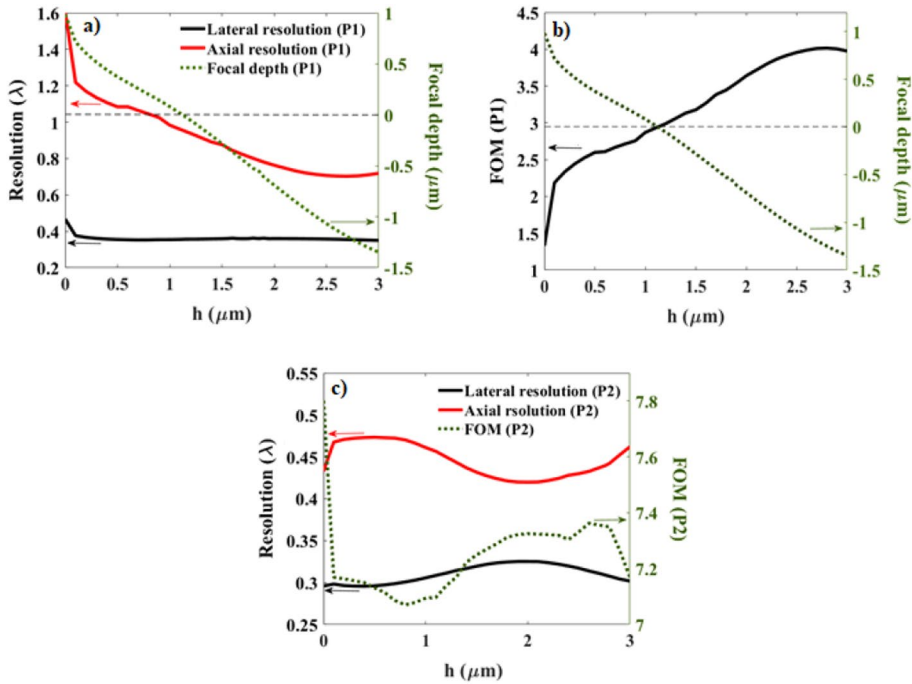 a)
Lateral resolution (P1)
Axial resolution (P1)
Focal depth (P1)
Resolution (λ)
1.6
1.4
1.2
1
0.8
0.6
0.4
0.2
0 0.5 1 1.5 2 2.5 3
h (μm)
1
0.5
0
-0.5
-1
-1.5
Focal depth (μm)
b)
FOM (P1)
5
4.5
4
3.5
3
2.5
2
1.5
1
0 0.5 1 1.5 2 2.5 3
h (μm)
1
0.5
0
-0.5
-1
-1.5
Focal depth (μm)
c)
Lateral resolution (P2)
Axial rsolution (P2)
FOM (P2)
Resolution (λ)
0.55
0.5
0.45
0.4
0.35
0.3
0.25
0 1 2 3
h (μm)
7.8
7.6
7.4
7.2
7
FOM (P2)